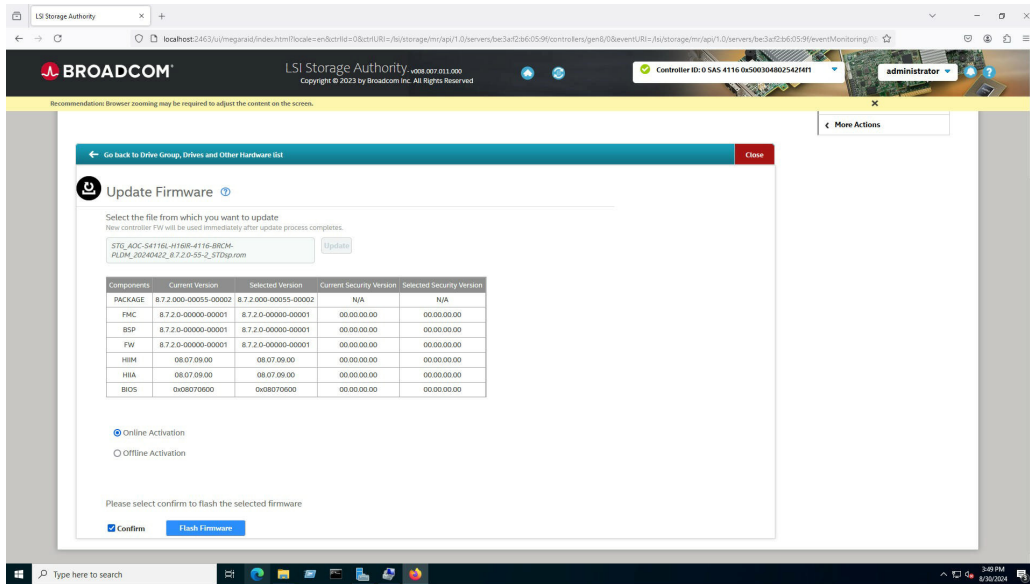 LSI Storage Authority
localhost:2463/ui/megaraid/index.html?locale=en&ctrlId=0&ctrlURI=/lsi/storage/mr/api/1.0/servers/be:3a:f2:b6:05:9f/controllers/gen8/0&eventURI=/lsi/storage/mr/api/1.0/servers/be:3a:f2:b6:05:9f/eventMonitoring/0
BROADCOM
LSI Storage Authority v008.007.011.000
Copyright © 2023 by Broadcom Inc. All Rights Reserved
Controller ID: 0 SAS 4116 0x500304802542f4f1
administrator
Recommendation: Browser zooming may be required to adjust the content on the screen.
More Actions
Go back to Drive Group, Drives and Other Hardware list
Close
Update Firmware
Select the file from which you want to update
New controller FW will be used immediately after update process completes.
STG_AOC-S4116L-H16IR-4116-BRCM-
PLDM_20240422_8.7.2.0-55-2_STDsp.rom
Update
Components Current Version Selected Version Current Security Version Selected Security Version
PACKAGE 8.7.2.000-00055-00002 8.7.2.000-00055-00002 N/A N/A
FMC 8.7.2.0-00000-00001 8.7.2.0-00000-00001 00.00.00.00 00.00.00.00
BSP 8.7.2.0-00000-00001 8.7.2.0-00000-00001 00.00.00.00 00.00.00.00
FW 8.7.2.0-00000-00001 8.7.2.0-00000-00001 00.00.00.00 00.00.00.00
HIIM 08.07.09.00 08.07.09.00 00.00.00.00 00.00.00.00
HIIA 08.07.09.00 08.07.09.00 00.00.00.00 00.00.00.00
BIOS 0x08070600 0x08070600 00.00.00.00 00.00.00.00
Online Activation
Offline Activation
Please select confirm to flash the selected firmware
Confirm
Flash Firmware
Type here to search
3:49 PM
8/30/2024